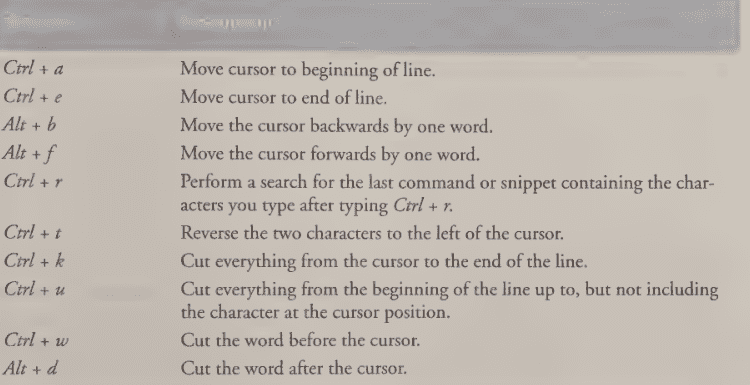 Ctrl + a Move cursor to beginning of line.
Ctrl + e Move cursor to end of line.
Alt + b Move the cursor backwards by one word.
Alt + f Move the cursor forwards by one word.
Ctrl + r Perform a search for the last command or snippet containing the char-
acters you type after typing Ctrl + r.
Ctrl + t Reverse the two characters to the left of the cursor.
Ctrl + k Cut everything from the cursor to the end of the line.
Ctrl + u Cut everything from the beginning of the line up to, but not including
the character at the cursor position.
Ctrl + w Cut the word before the cursor.
Alt + d Cut the word after the cursor.